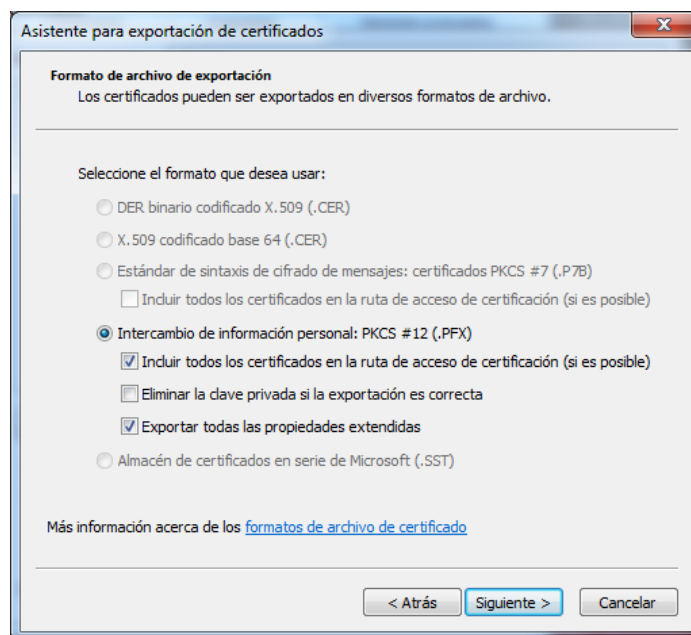 Asistente para exportación de certificados
Formato de archivo de exportación
Los certificados pueden ser exportados en diversos formatos de archivo.
Seleccione el formato que desea usar:
DER binario codificado X.509 (.CER)
X.509 codificado base 64 (.CER)
Estándar de sintaxis de cifrado de mensajes: certificados PKCS #7 (.P7B)
Incluir todos los certificados en la ruta de acceso de certificación (si es posible)
Intercambio de información personal: PKCS #12 (.PFX)
Incluir todos los certificados en la ruta de acceso de certificación (si es posible)
Eliminar la clave privada si la exportación es correcta
Exportar todas las propiedades extendidas
Almacén de certificados en serie de Microsoft (.SST)
Más información acerca de los formatos de archivo de certificado
< Atrás Siguiente > Cancelar